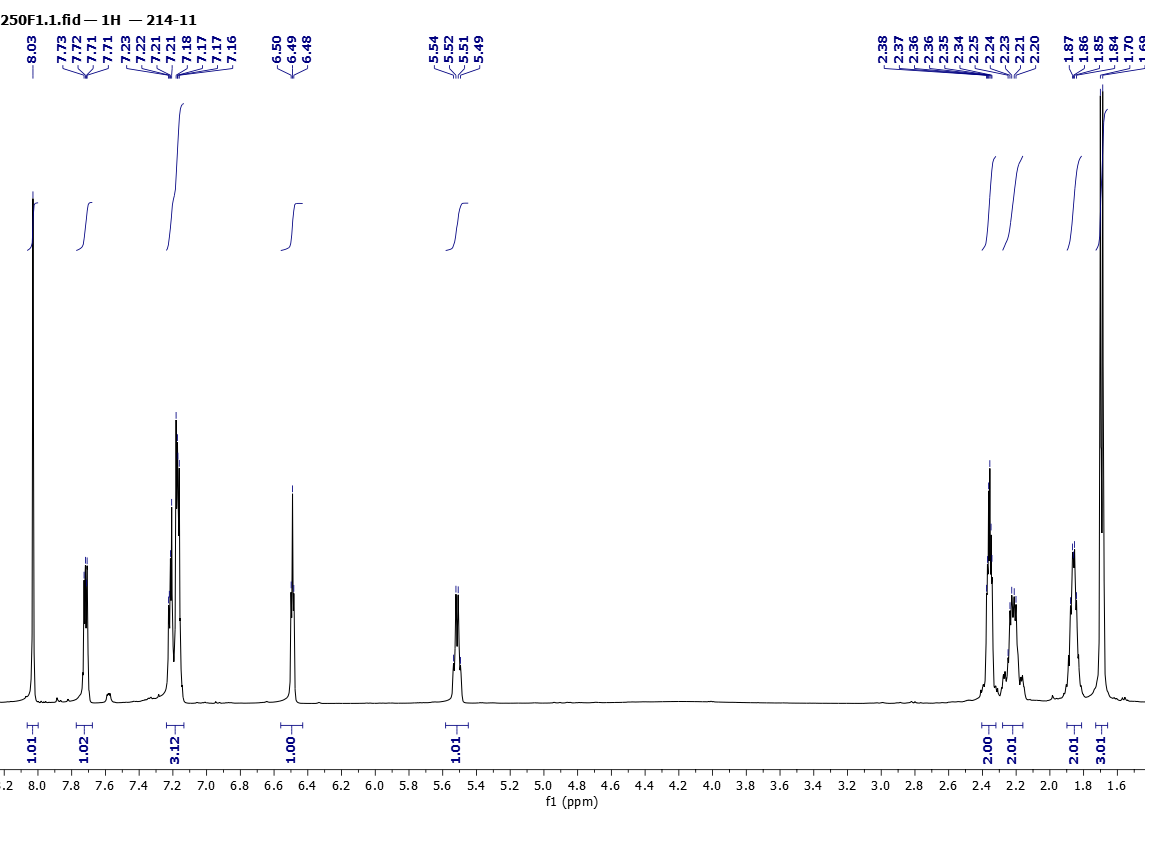 250F1.1.fid — 1H — 214-11
8.03 7.73 7.72 7.71 7.71 7.23 7.22 7.21 7.21 7.18 7.17 7.17 7.16 6.50 6.49 6.48 5.54 5.52 5.51 5.49 2.38 2.37 2.36 2.36 2.35 2.34 2.25 2.24 2.23 2.21 2.20 1.87 1.86 1.85 1.84 1.70 1.69
1.01 1.02 3.12 1.00 1.01 2.00 2.01 2.01 3.01
8.0 7.8 7.6 7.4 7.2 7.0 6.8 6.6 6.4 6.2 6.0 5.8 5.6 5.4 5.2 5.0 4.8 4.6 4.4 4.2 4.0 3.8 3.6 3.4 3.2 3.0 2.8 2.6 2.4 2.2 2.0 1.8 1.6
f1 (ppm)